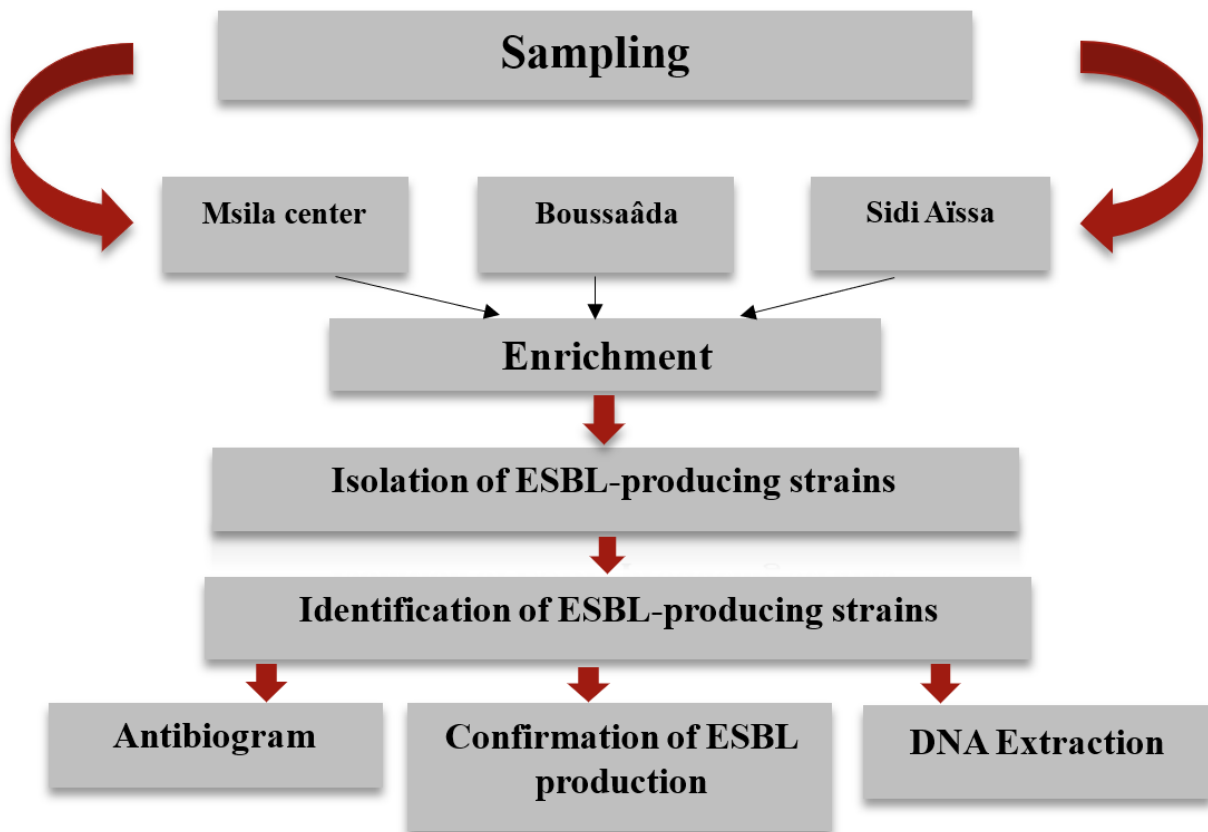 Sampling
Msila center
Boussaâda
Sidi Aïssa
Enrichment
Isolation of ESBL-producing strains
Identification of ESBL-producing strains
Antibiogram
Confirmation of ESBL
production
DNA Extraction